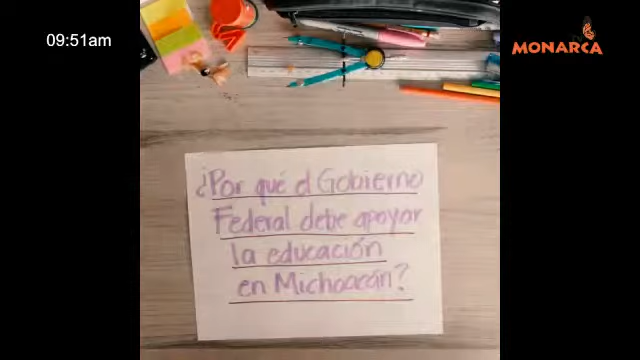 09:51am
MONARCA
¿Por qué el Gobierno
Federal debe apoyar
la educación
en Michoacán?